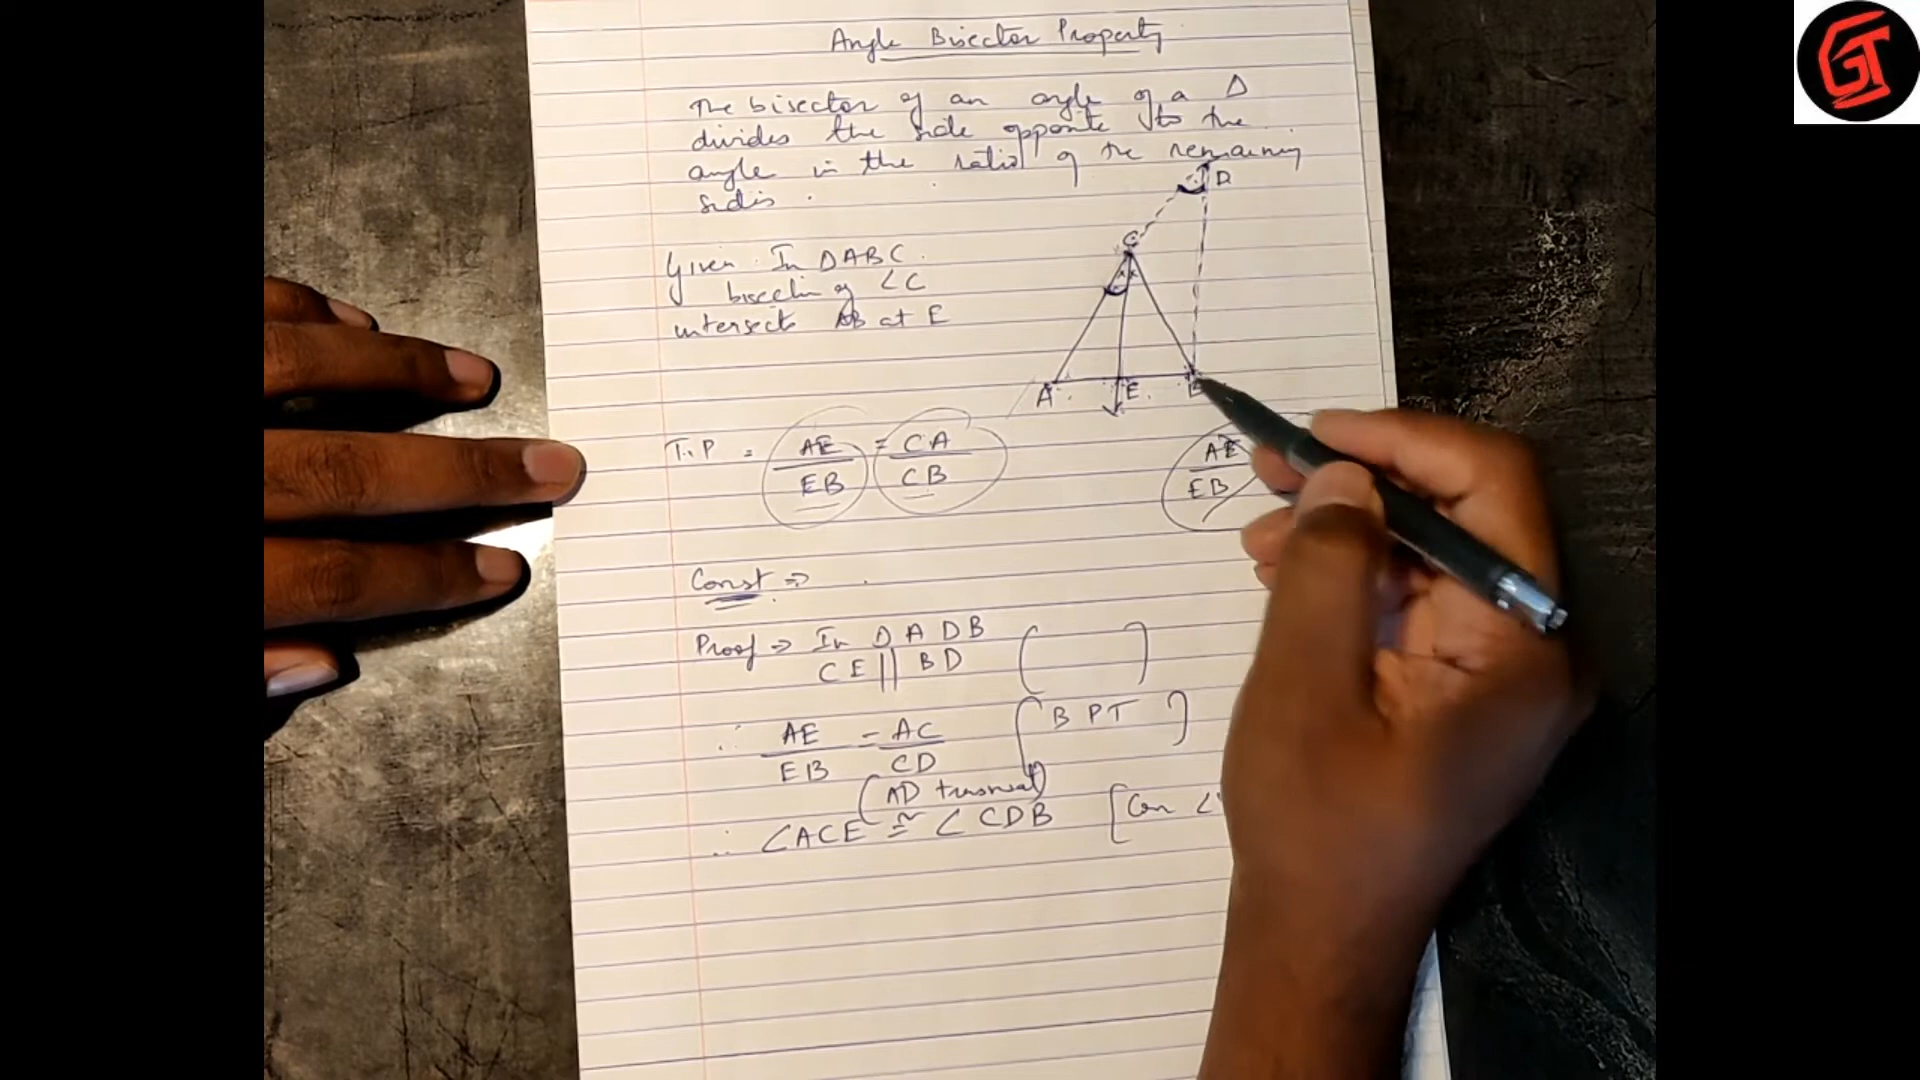 Angle Bisector Property
The bisector of an angle of a Δ
divides the side opposite to the
angle in the ratio of the remaining
sides.
D
C
Given In ΔABC
bisector of ∠C
intersects AB at E
A E B
T.P = AE/EB = CA/CB
AE/EB
Const ⇒
Proof ⇒ In Δ ADB
CE || BD
∴ AE/EB = AC/CD [BPT]
(AD )
∴ ∠ACE ≅ ∠CDB [∠
GT